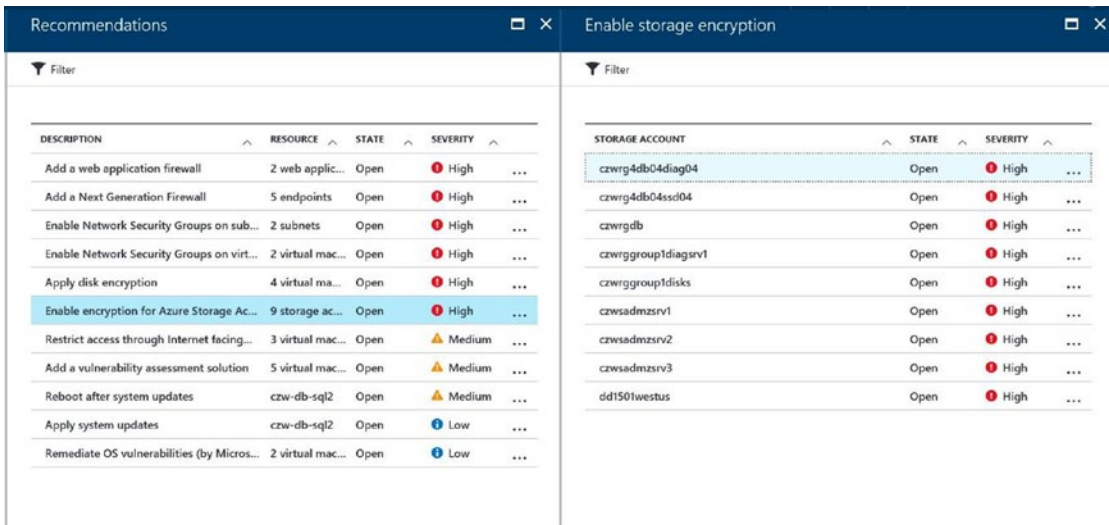 Recommendations
Filter
DESCRIPTION RESOURCE STATE SEVERITY
Add a web application firewall 2 web applic... Open High ...
Add a Next Generation Firewall 5 endpoints Open High ...
Enable Network Security Groups on sub... 2 subnets Open High ...
Enable Network Security Groups on virt... 2 virtual mac... Open High ...
Apply disk encryption 4 virtual ma... Open High ...
Enable encryption for Azure Storage Ac... 9 storage ac... Open High ...
Restrict access through Internet facing... 3 virtual mac... Open Medium ...
Add a vulnerability assessment solution 5 virtual mac... Open Medium ...
Reboot after system updates czw-db-sql2 Open Medium ...
Apply system updates czw-db-sql2 Open Low ...
Remediate OS vulnerabilities (by Micros... 2 virtual mac... Open Low ...
Enable storage encryption
Filter
STORAGE ACCOUNT STATE SEVERITY
czwrg4db04diag04 Open High ...
czwrg4db04ssd04 Open High ...
czwrgdb Open High ...
czwrggroup1diagsrv1 Open High ...
czwrggroup1disks Open High ...
czwsadmzsrv1 Open High ...
czwsadmzsrv2 Open High ...
czwsadmzsrv3 Open High ...
dd1501westus Open High ...